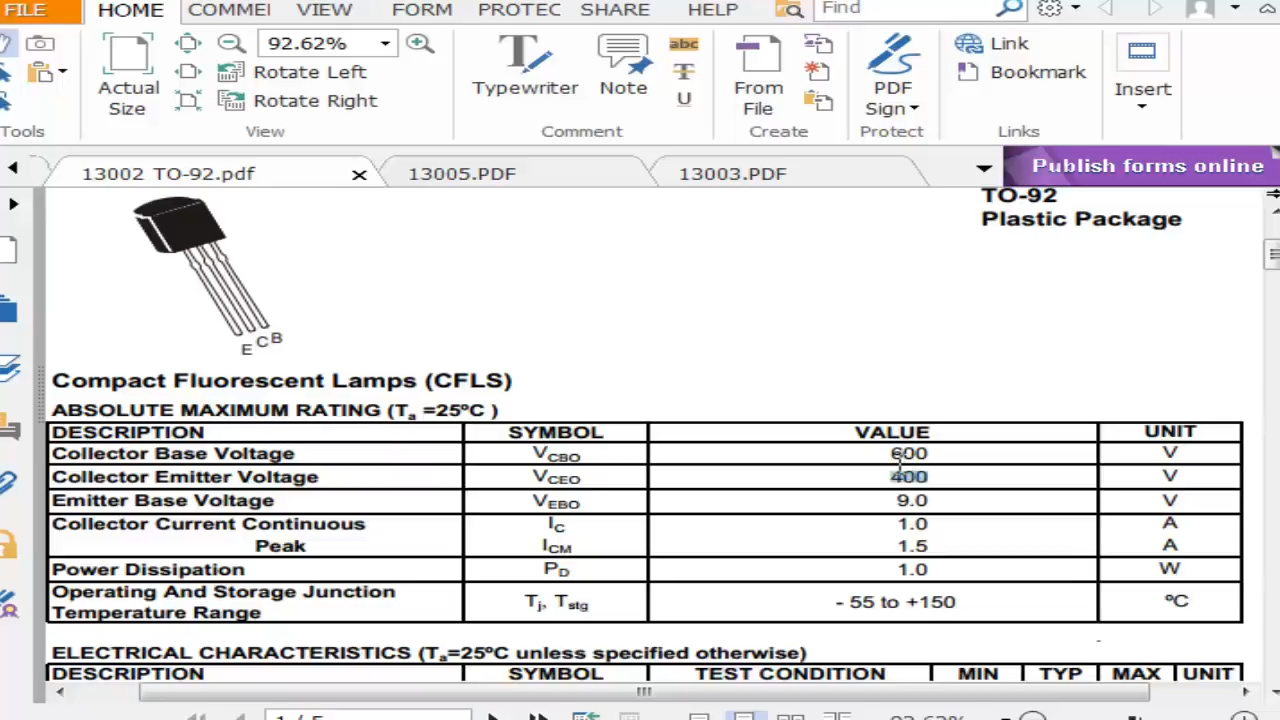 FILE HOME COMMEI VIEW FORM PROTEC SHARE HELP Find
92.62%
Rotate Left
Rotate Right
Actual
Size
Typewriter
Note
abc
T
U
From
File
PDF
Sign
Link
Bookmark
Insert
Tools View Comment Create Protect Links
13002 TO-92.pdf 13005.PDF 13003.PDF Publish forms online
TO-92
Plastic Package
E C B
Compact Fluorescent Lamps (CFLS)
ABSOLUTE MAXIMUM RATING (Ta =25ºC )
DESCRIPTION SYMBOL VALUE UNIT
Collector Base Voltage VCBO 600 V
Collector Emitter Voltage VCEO 400 V
Emitter Base Voltage VEBO 9.0 V
Collector Current Continuous IC 1.0 A
Peak ICM 1.5 A
Power Dissipation PD 1.0 W
Operating And Storage Junction
Temperature Range Tj, Tstg - 55 to +150 ºC
ELECTRICAL CHARACTERISTICS (Ta=25ºC unless specified otherwise)
DESCRIPTION SYMBOL TEST CONDITION MIN TYP MAX UNIT
1 / 5 92.62%